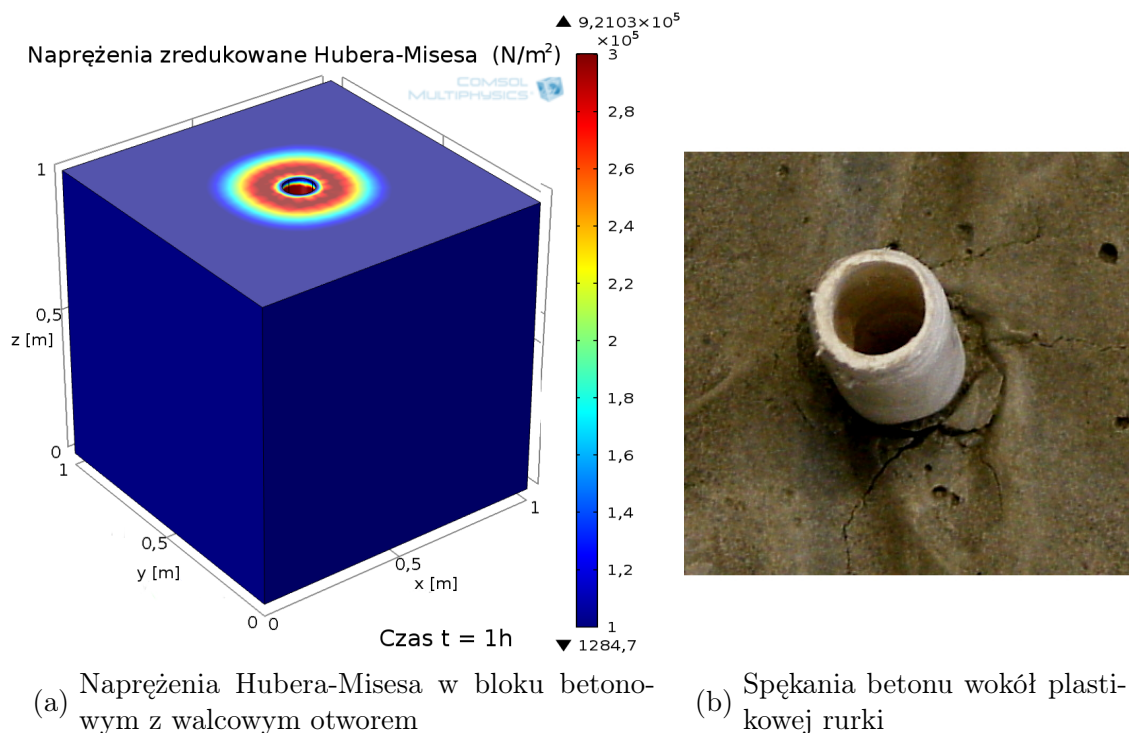 9,2103×10⁵
×10⁵
Naprężenia zredukowane Hubera-Misesa (N/m²)
COMSOL
MULTIPHYSICS
3
2,8
2,6
2,4
2,2
2
1,8
1,6
1,4
1,2
1
1284,7
1
0,5
z [m]
0
1
0,5
y [m]
0
0
0,5
x [m]
1
Czas t = 1h
(a) Naprężenia Hubera-Misesa w bloku betono-
wym z walcowym otworem
(b) Spękania betonu wokół plasti-
kowej rurki